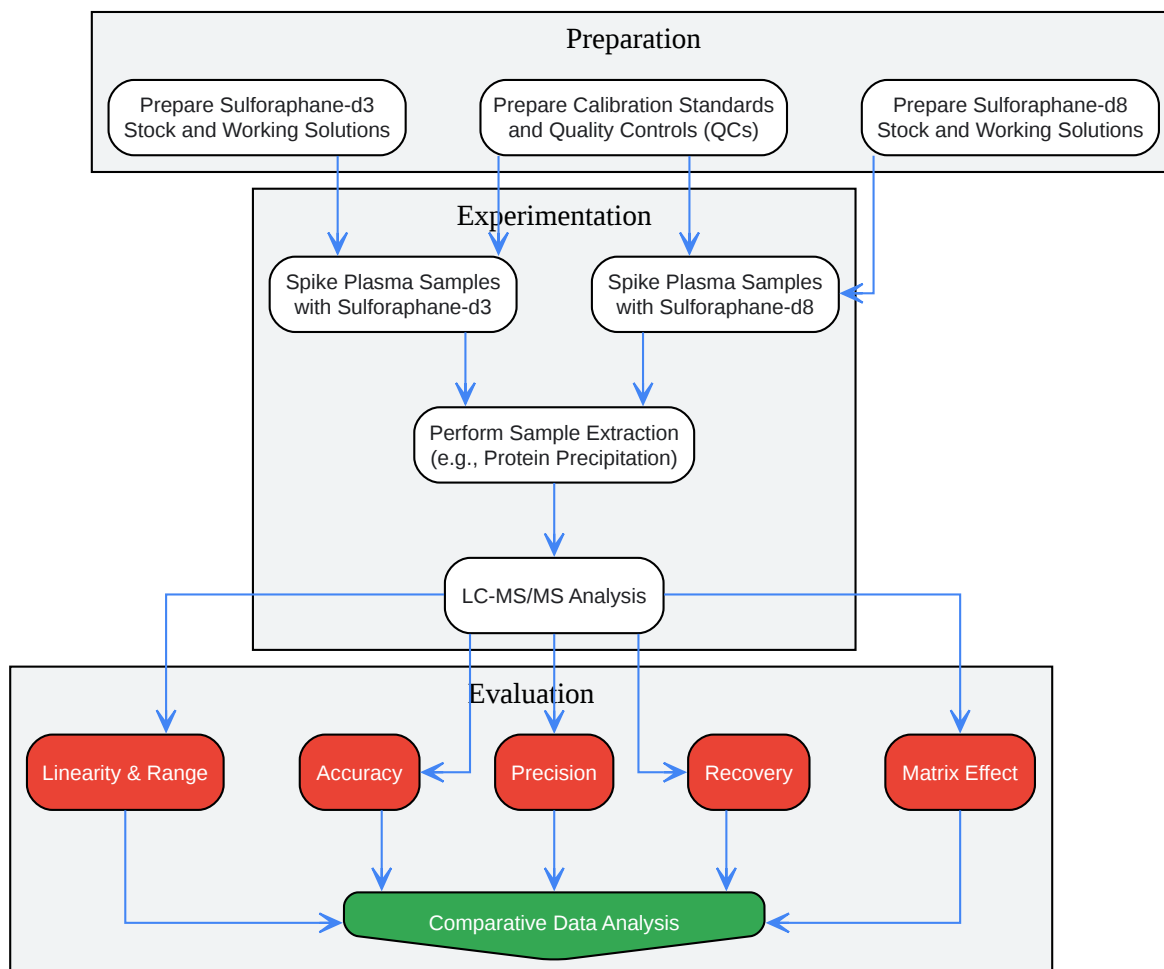 Preparation
Prepare Sulforaphane-d3
Stock and Working Solutions
Prepare Calibration Standards
and Quality Controls (QCs)
Prepare Sulforaphane-d8
Stock and Working Solutions
Experimentation
Spike Plasma Samples
with Sulforaphane-d3
Spike Plasma Samples
with Sulforaphane-d8
Perform Sample Extraction
(e.g., Protein Precipitation)
LC-MS/MS Analysis
Evaluation
Linearity & Range
Accuracy
Precision
Recovery
Matrix Effect
Comparative Data Analysis